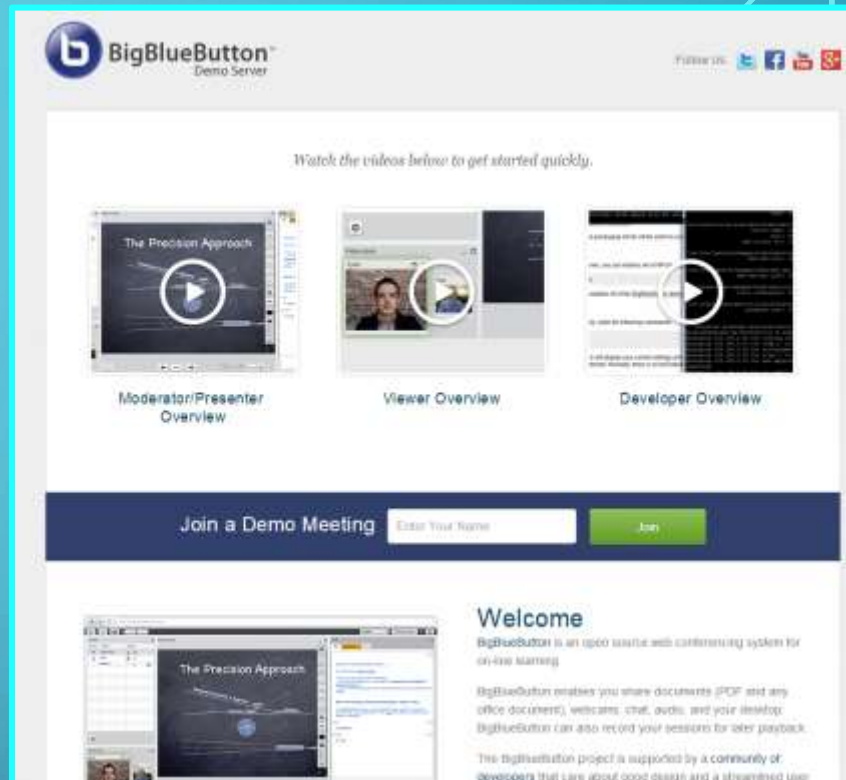 b BigBlueButton™
Demo Server
Follow Us
Watch the videos below to get started quickly.
The Precision Approach
Moderator/Presenter
Overview
Viewer Overview
Developer Overview
Join a Demo Meeting
Enter Your Name
Join
The Precision Approach
Welcome
BigBlueButton is an open source web conferencing system for
on-line learning
BigBlueButton enables you share documents (PDF and any
office document), webcams, chat, audio, and your desktop.
BigBlueButton can also record your sessions for later playback.
The BigBlueButton project is supported by a community of
developers that care about good design and a streamlined user